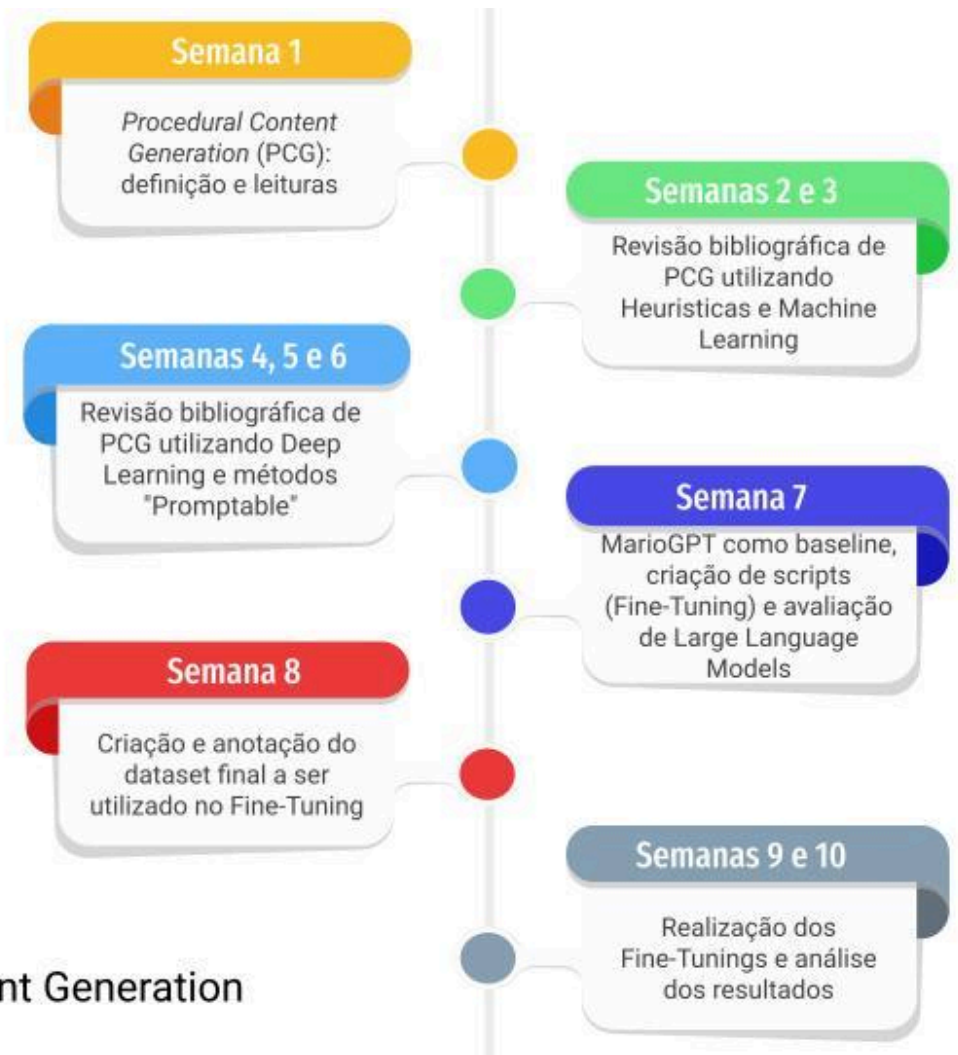 Semana 1
Procedural Content
Generation (PCG):
definição e leituras
Semanas 2 e 3
Revisão bibliográfica de
PCG utilizando
Heuristicas e Machine
Learning
Semanas 4, 5 e 6
Revisão bibliográfica de
PCG utilizando Deep
Learning e métodos
"Promptable"
Semana 7
MarioGPT como baseline,
criação de scripts
(Fine-Tuning) e avaliação
de Large Language
Models
Semana 8
Criação e anotação do
dataset final a ser
utilizado no Fine-Tuning
Semanas 9 e 10
Realização dos
Fine-Tunings e análise
dos resultados
nt Generation